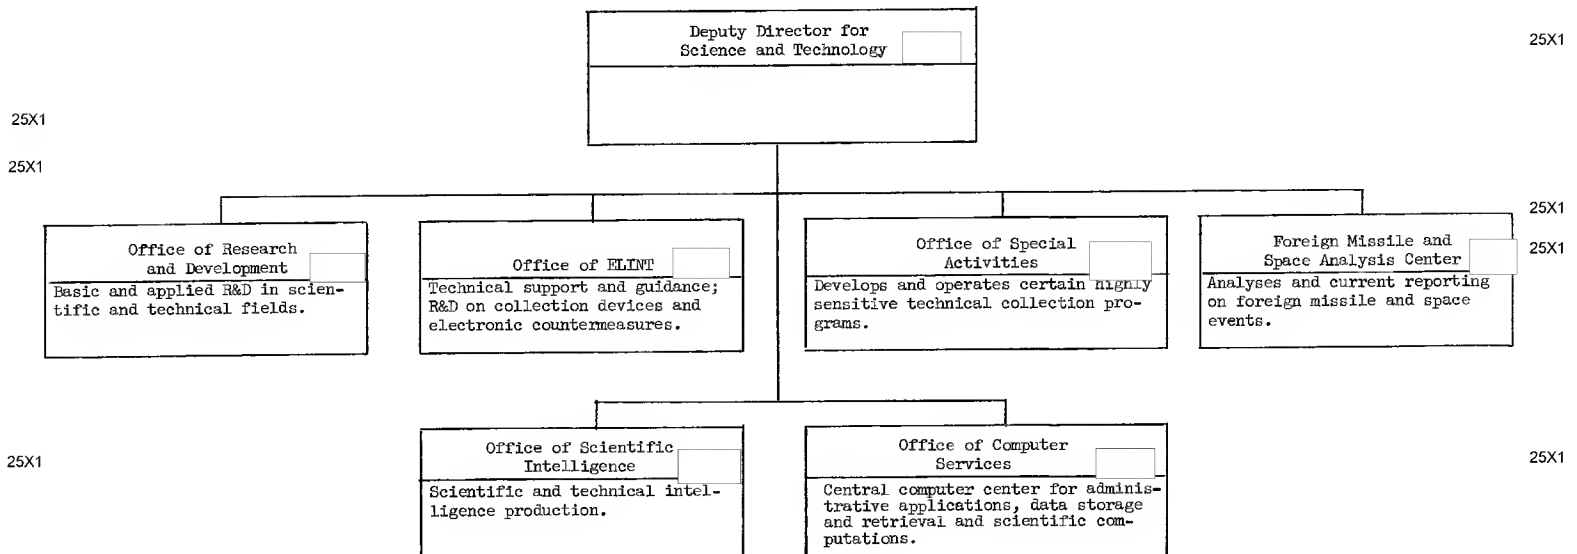 Deputy Director for
Science and Technology
25X1
25X1
25X1
Office of Research
and Development
Basic and applied R&D in scien-
tific and technical fields.
Office of ELINT
Technical support and guidance;
R&D on collection devices and
electronic countermeasures.
Office of Special
Activities
Develops and operates certain highly
sensitive technical collection pro-
grams.
Foreign Missile and
Space Analysis Center
Analyses and current reporting
on foreign missile and space
events.
25X1
25X1
25X1
Office of Scientific
Intelligence
Scientific and technical intel-
ligence production.
Office of Computer
Services
Central computer center for adminis-
trative applications, data storage
and retrieval and scientific com-
putations.
25X1